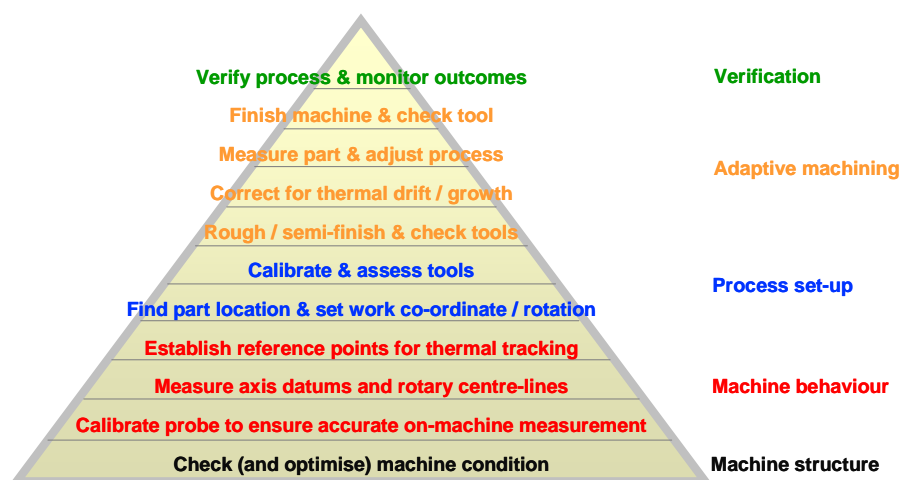 Verify process & monitor outcomes
Verification
Finish machine & check tool
Measure part & adjust process
Adaptive machining
Correct for thermal drift / growth
Rough / semi-finish & check tools
Calibrate & assess tools
Process set-up
Find part location & set work co-ordinate / rotation
Establish reference points for thermal tracking
Measure axis datums and rotary centre-lines
Machine behaviour
Calibrate probe to ensure accurate on-machine measurement
Check (and optimise) machine condition
Machine structure